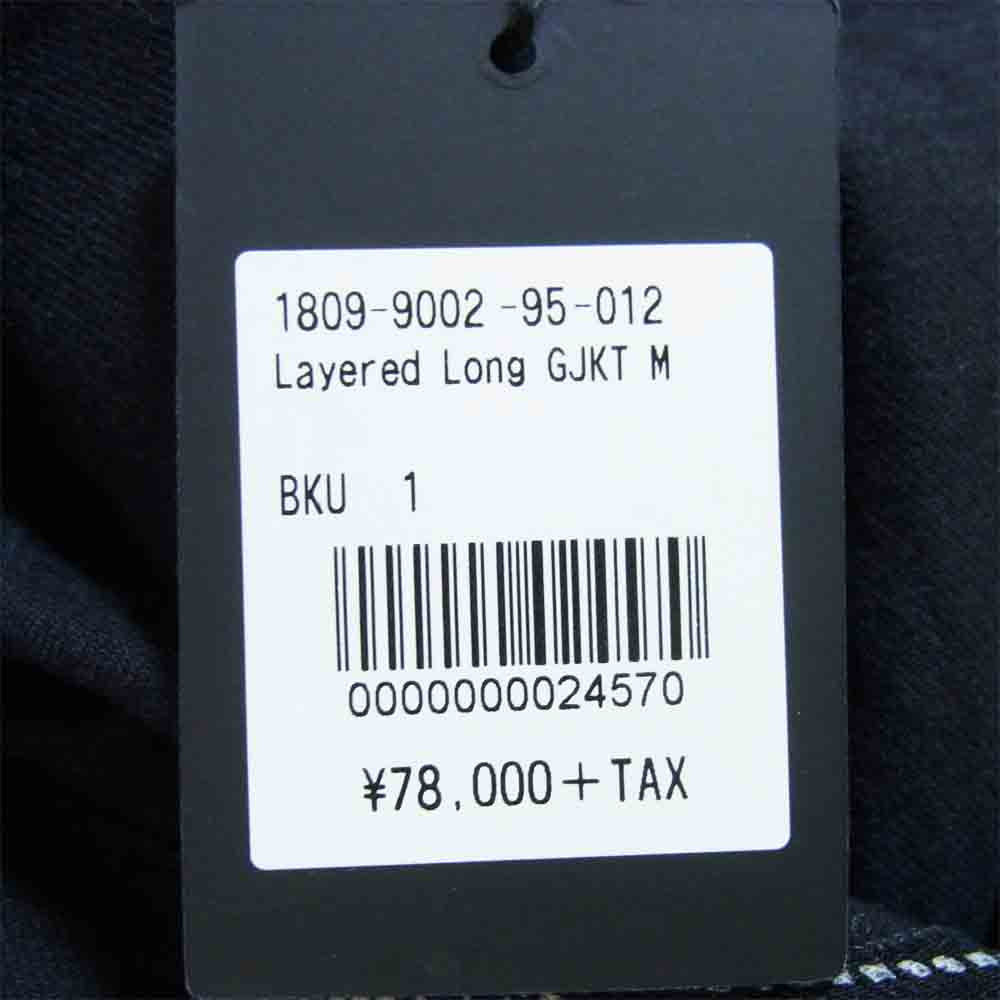 1809-9002 -95-012
Layered Long GJKT M
BKU 1
0000000024570
¥78,000+TAX